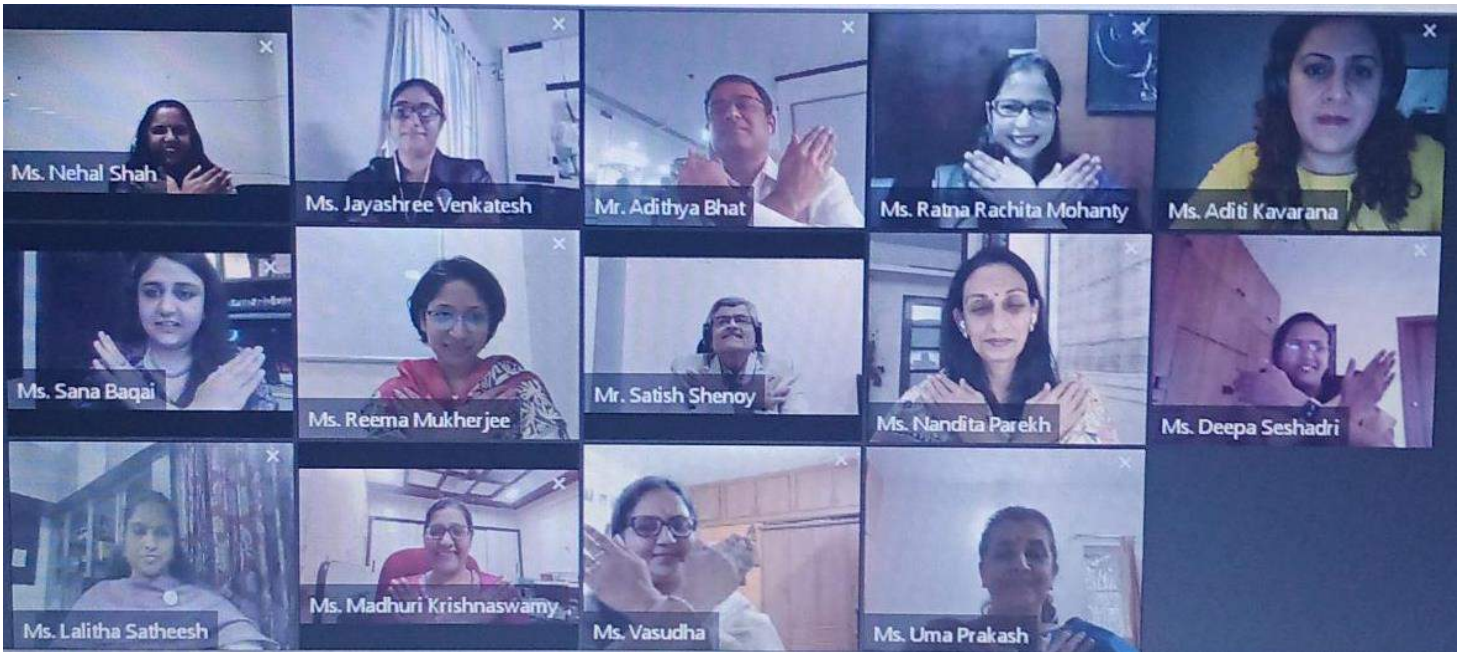 Ms. Nehal Shah
Ms. Jayashree Venkatesh
Mr. Adithya Bhat
Ms. Ratna Rachita Mohanty
Ms. Aditi Kavarana
Ms. Sana Baqai
Ms. Reema Mukherjee
Mr. Satish Shenoy
Ms. Nandita Parekh
Ms. Deepa Seshadri
Ms. Lalitha Satheesh
Ms. Madhuri Krishnaswamy
Ms. Vasudha
Ms. Uma Prakash